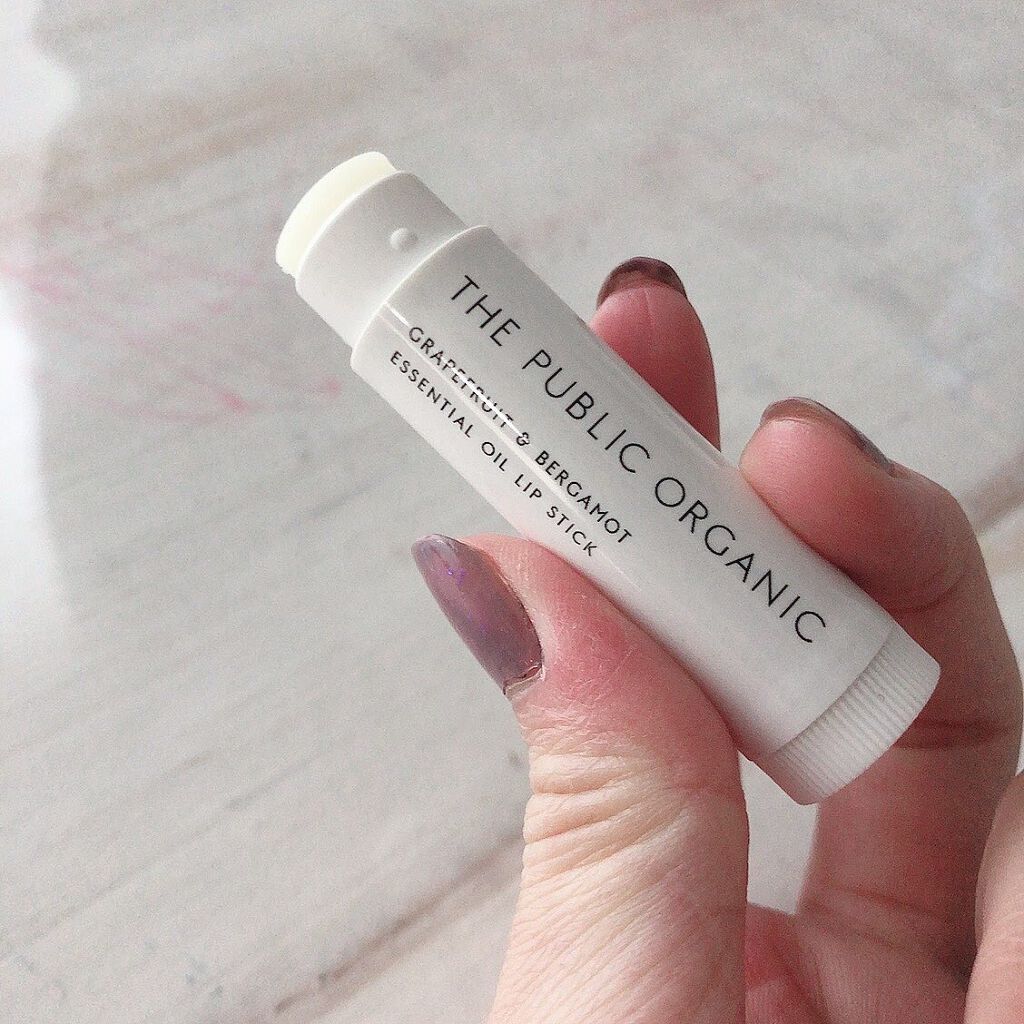 THE PUBLIC ORGANIC
GRAPEFRUIT & BERGAMOT
ESSENTIAL OIL LIP STICK